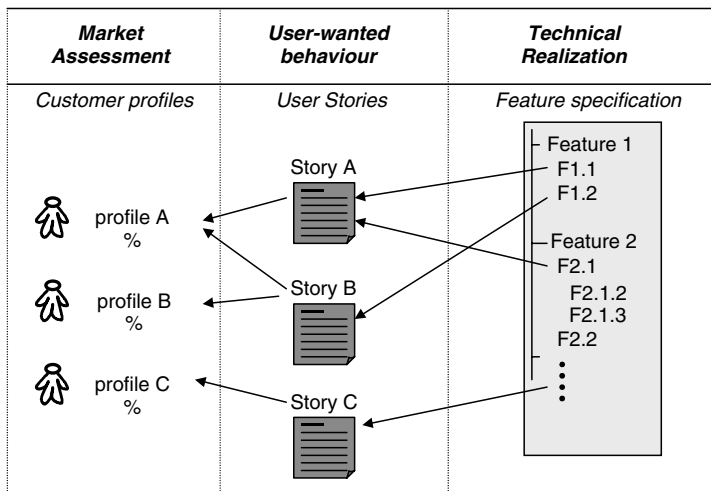 Market
Assessment
User-wanted
behaviour
Technical
Realization
Customer profiles
User Stories
Feature specification
profile A
%
profile B
%
profile C
%
Story A
Story B
Story C
Feature 1
F1.1
F1.2
Feature 2
F2.1
F2.1.2
F2.1.3
F2.2